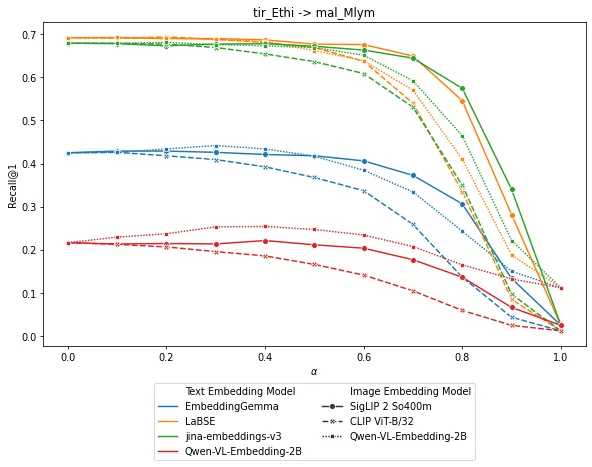 tir_Ethi -> mal_Mlym
Recall@1
0.7
0.6
0.5
0.4
0.3
0.2
0.1
0.0
0.0 0.2 0.4 0.6 0.8 1.0
α
Text Embedding Model Image Embedding Model
EmbeddingGemma SigLIP 2 So400m
LaBSE CLIP ViT-B/32
jina-embeddings-v3 Qwen-VL-Embedding-2B
Qwen-VL-Embedding-2B